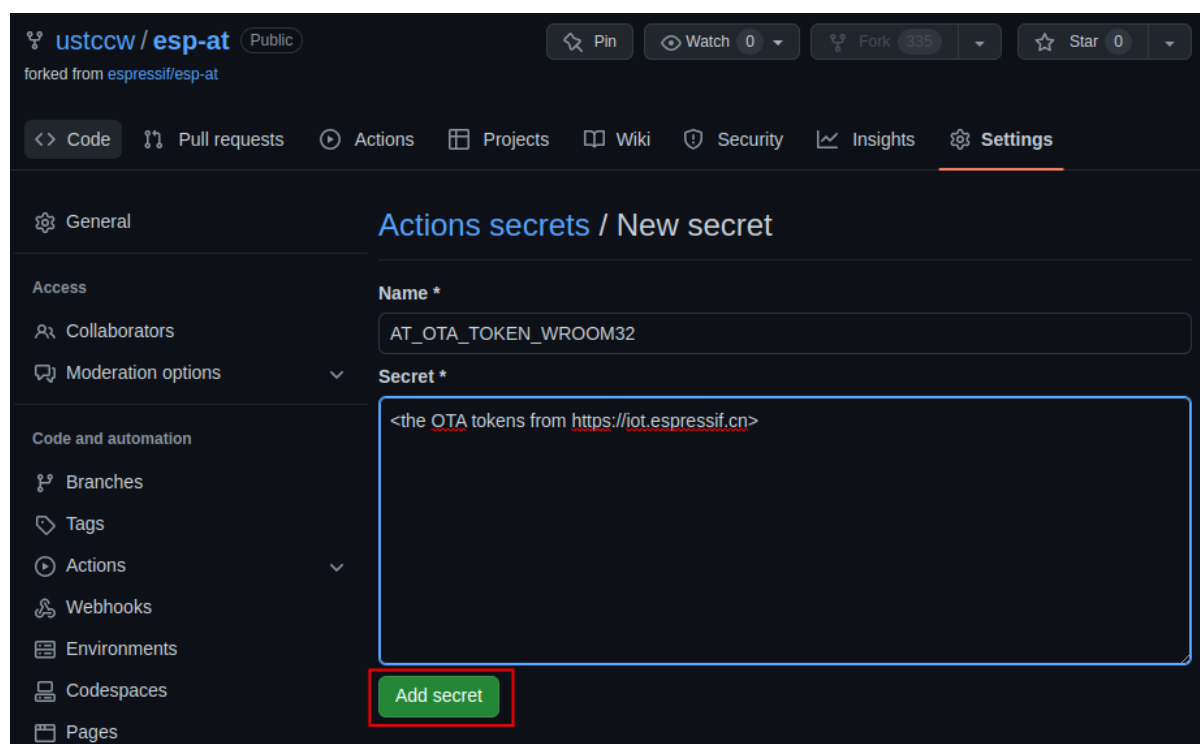 ustccw / esp-at Public
Pin
Watch 0
Fork 335
Star 0
forked from espressif/esp-at
Code
Pull requests
Actions
Projects
Wiki
Security
Insights
Settings
General
Access
Collaborators
Moderation options
Code and automation
Branches
Tags
Actions
Webhooks
Environments
Codespaces
Pages
Actions secrets / New secret
Name *
AT_OTA_TOKEN_WROOM32
Secret *
<the OTA tokens from https://iot.espressif.cn>
Add secret